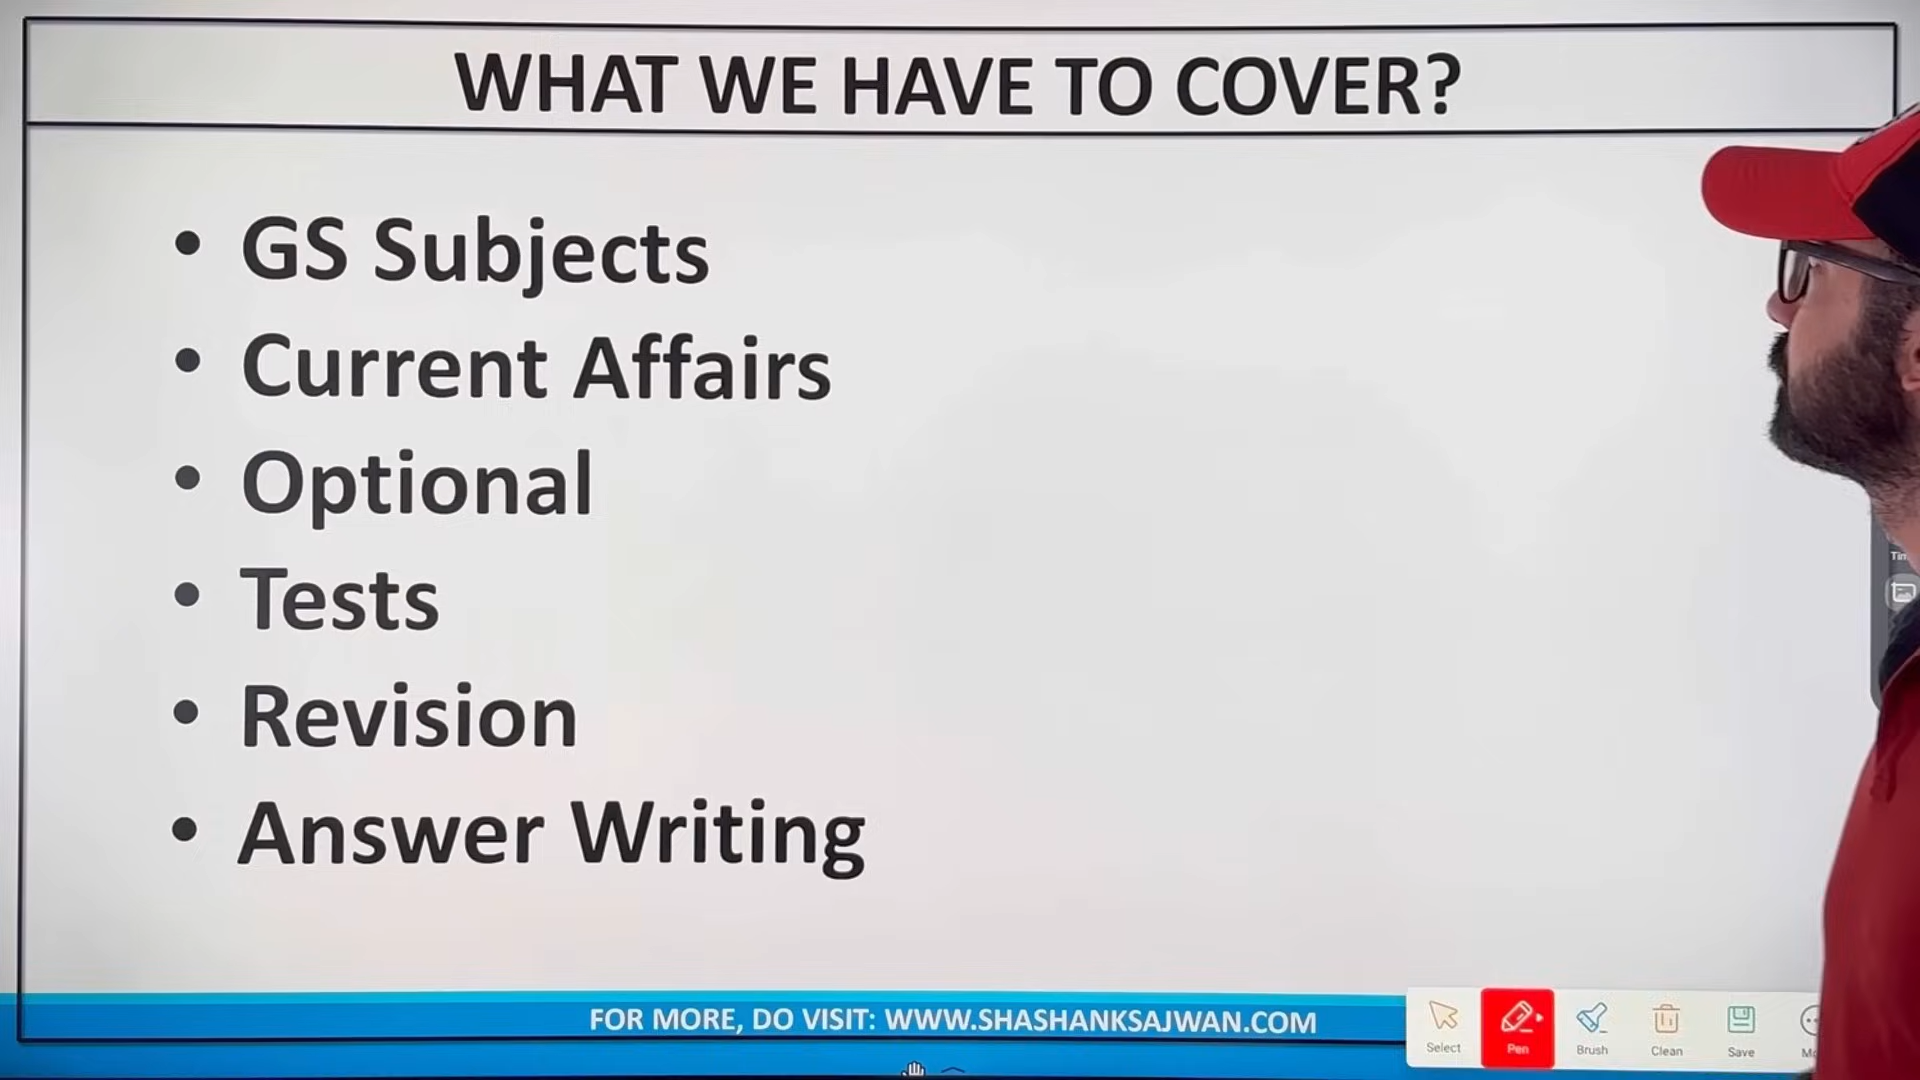 WHAT WE HAVE TO COVER?
• GS Subjects
• Current Affairs
• Optional
• Tests
• Revision
• Answer Writing
FOR MORE, DO VISIT: WWW.SHASHANKSAJWAN.COM
Select
Pen
Brush
Clean
Save